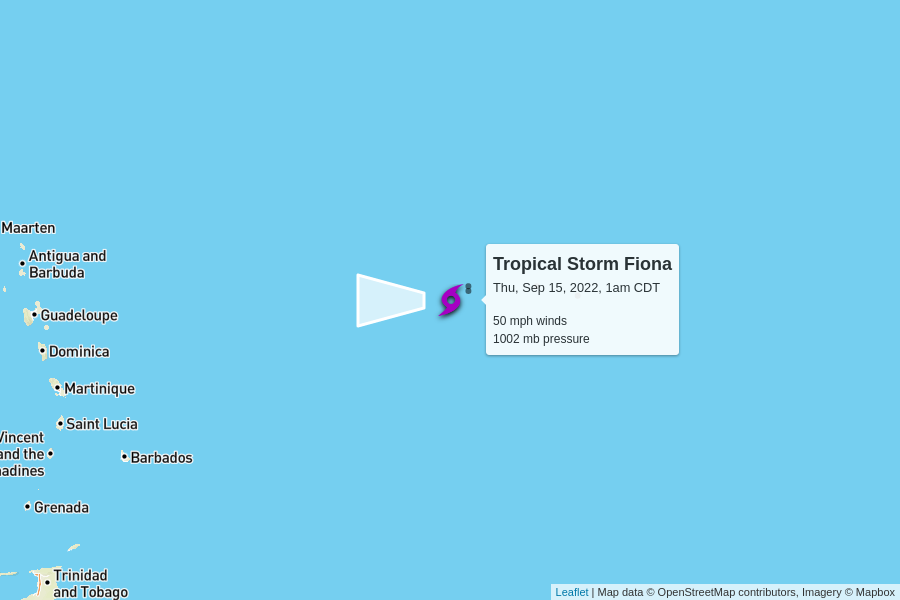 Maarten
Antigua and
Barbuda
Guadeloupe
Dominica
Martinique
Saint Lucia
Vincent
and the
nadines
Barbados
Grenada
Trinidad
and Tobago
Tropical Storm Fiona
Thu, Sep 15, 2022, 1am CDT
50 mph winds
1002 mb pressure
Leaflet | Map data © OpenStreetMap contributors, Imagery © Mapbox